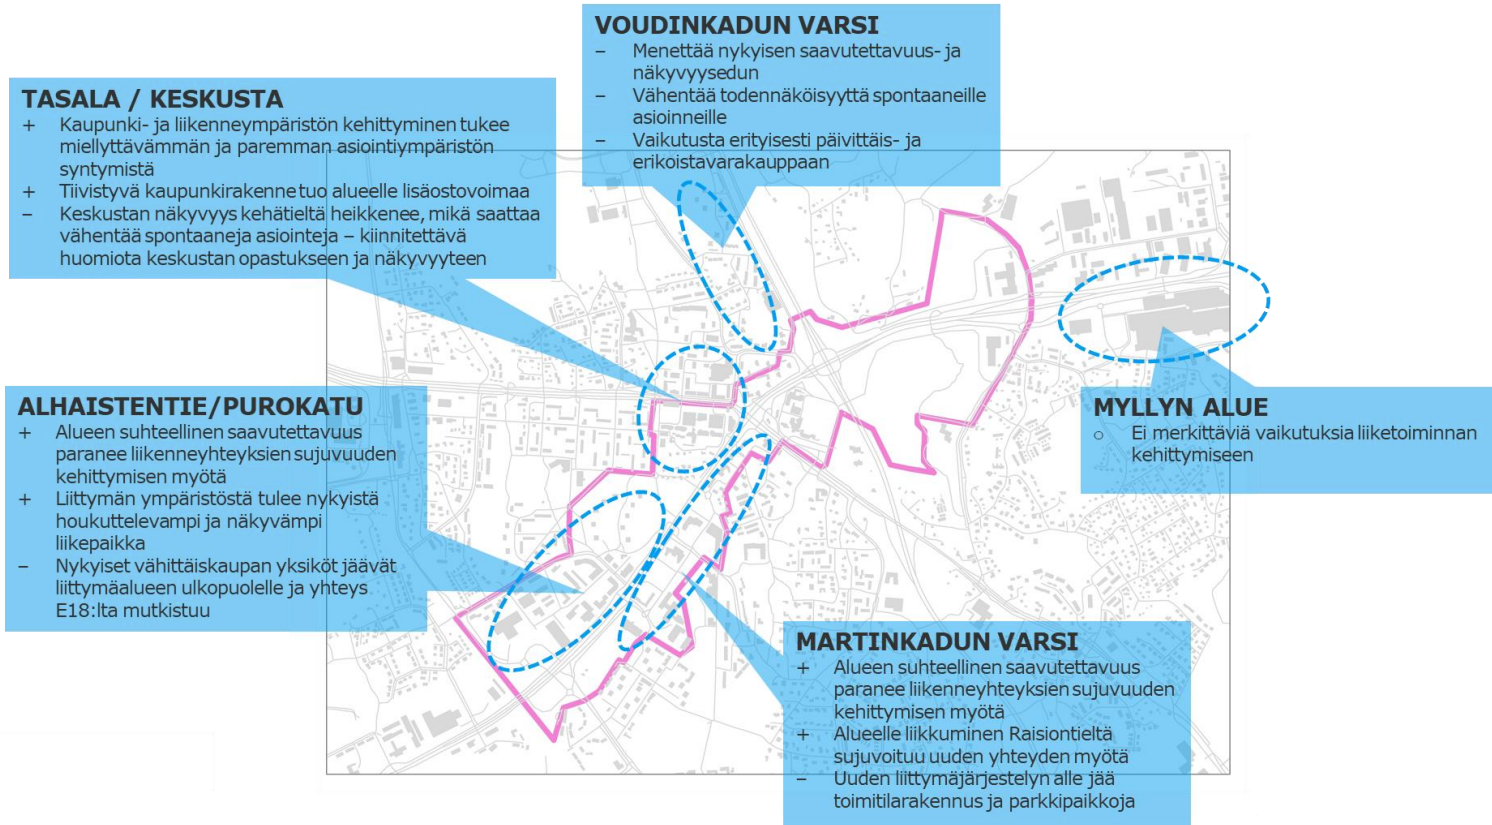 VOUDINKADUN VARSI
– Menettää nykyisen saavutettavuus- ja
näkyvyysedun
– Vähentää todennäköisyyttä spontaaneille
asioinneille
– Vaikutusta erityisesti päivittäis- ja
erikoistavarakauppaan
TASALA / KESKUSTA
+ Kaupunki- ja liikenneympäristön kehittyminen tukee
miellyttävämmän ja paremman asiointiympäristön
syntymistä
+ Tiivistyvä kaupunkirakenne tuo alueelle lisäostovoimaa
– Keskustan näkyvyys kehätieltä heikkenee, mikä saattaa
vähentää spontaaneja asiointeja – kiinnitettävä
huomiota keskustan opastukseen ja näkyvyyteen
ALHAISTENTIE/PUROKATU
+ Alueen suhteellinen saavutettavuus
paranee liikenneyhteyksien sujuvuuden
kehittymisen myötä
+ Liittymän ympäristöstä tulee nykyistä
houkuttelevampi ja näkyvämpi
liikepaikka
– Nykyiset vähittäiskaupan yksiköt jäävät
liittymäalueen ulkopuolelle ja yhteys
E18:lta mutkistuu
MYLLYN ALUE
○ Ei merkittäviä vaikutuksia liiketoiminnan
kehittymiseen
MARTINKADUN VARSI
+ Alueen suhteellinen saavutettavuus
paranee liikenneyhteyksien sujuvuuden
kehittymisen myötä
+ Alueelle liikkuminen Raisiontieltä
sujuvoituu uuden yhteyden myötä
– Uuden liittymäjärjestelyn alle jää
toimitilarakennus ja parkkipaikkoja